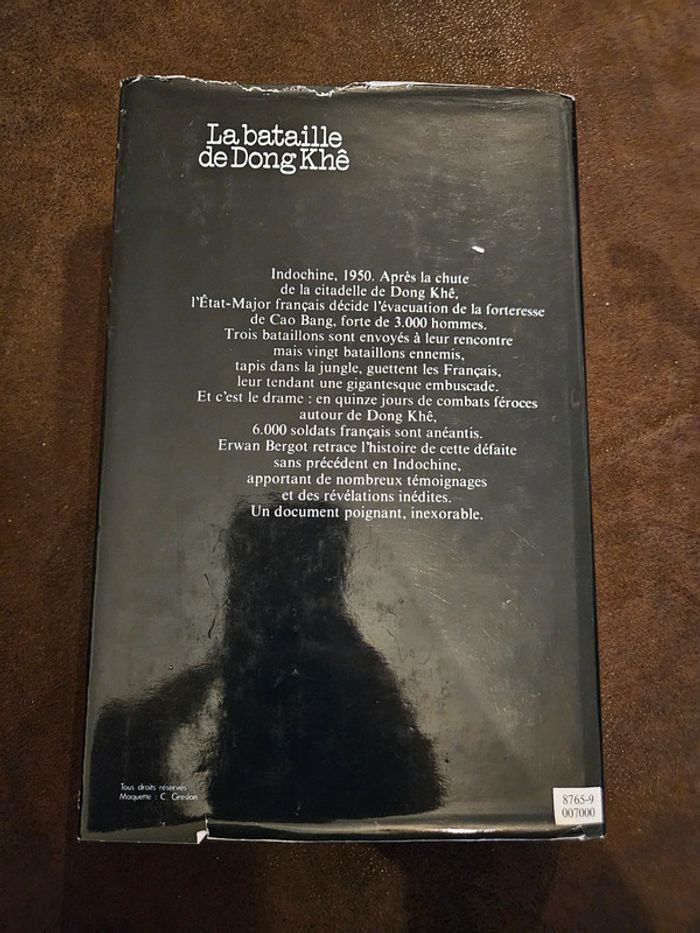 La bataille
de Dong Khê
Indochine, 1950. Après la chute
de la citadelle de Dong Khê,
l'État-Major français décide l'évacuation de la forteresse
de Cao Bang, forte de 3.000 hommes.
Trois bataillons sont envoyés à leur rencontre
mais vingt bataillons ennemis,
tapis dans la jungle, guettent les Français,
leur tendant une gigantesque embuscade.
Et c'est le drame : en quinze jours de combats féroces
autour de Dong Khê,
6.000 soldats français sont anéantis.
Erwan Bergot retrace l'histoire de cette défaite
sans précédent en Indochine,
apportant de nombreux témoignages
et des révélations inédites.
Un document poignant, inexorable.
Tous droits réservés
Maquette : C. Greslon
8765-9
007000